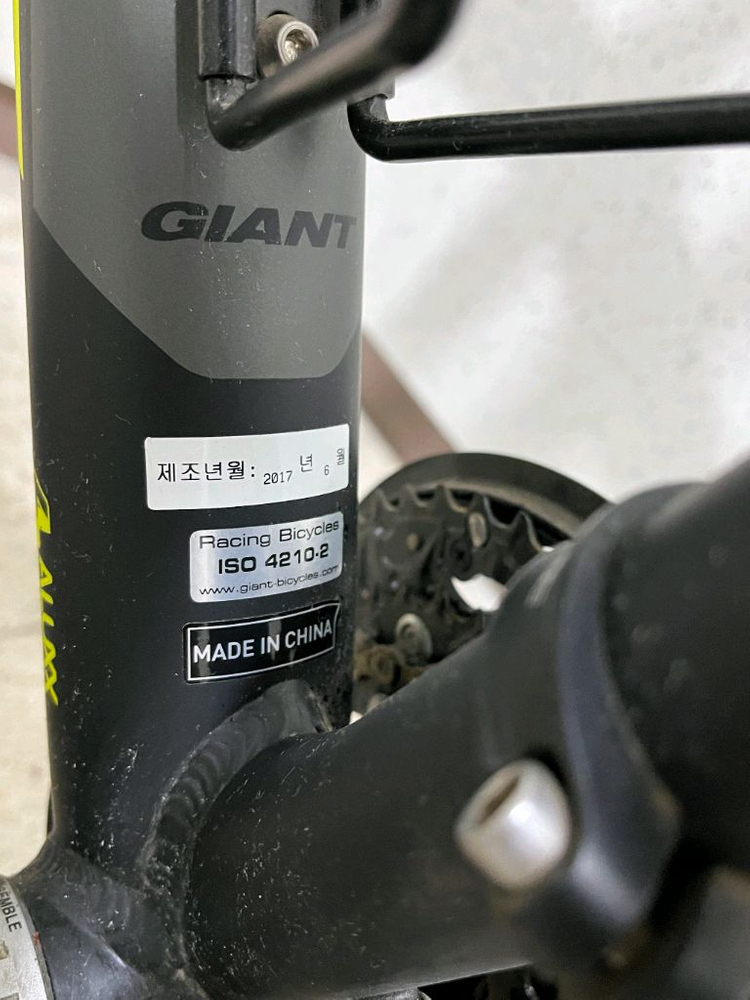 GIANT
제조년월: 2017 년 6 월
Racing Bicycles
ISO 4210-2
www.giant-bicycles.com
MADE IN CHINA